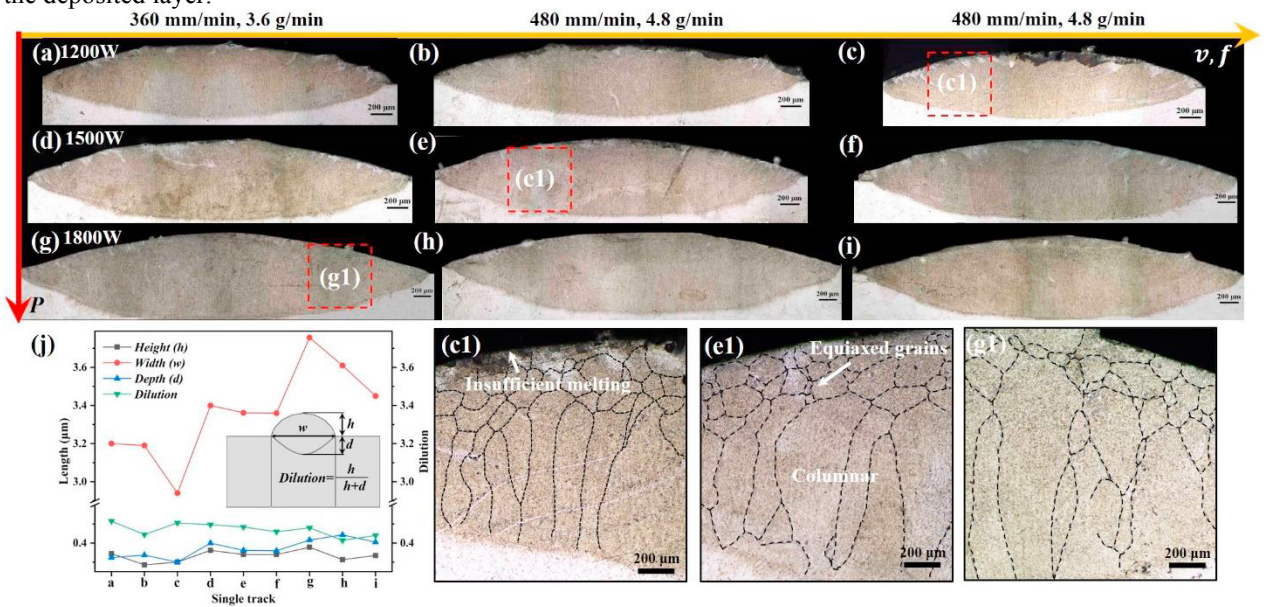 the deposited layer.
360 mm/min, 3.6 g/min 480 mm/min, 4.8 g/min 480 mm/min, 4.8 g/min
(a) 1200W (b) (c) v, f
(c1)
200 μm 200 μm 200 μm
(d) 1500W (e) (f)
(e1)
200 μm 200 μm 200 μm
(g) 1800W (h) (i)
(g1)
P 200 μm 200 μm 200 μm
(j) (c1) (e1) (g1)
Height (h)
Width (w)
Depth (d)
Dilution
Insufficient melting
Equiaxed grains
Columnar
3.6
3.4
3.2
3.0
0.4
Length (μm)
w
h
d
Dilution= h
h+d
3.6
3.4
3.2
3.0
0.4
Dilution
a b c d e f g h i
Single track
200 μm 200 μm 200 μm